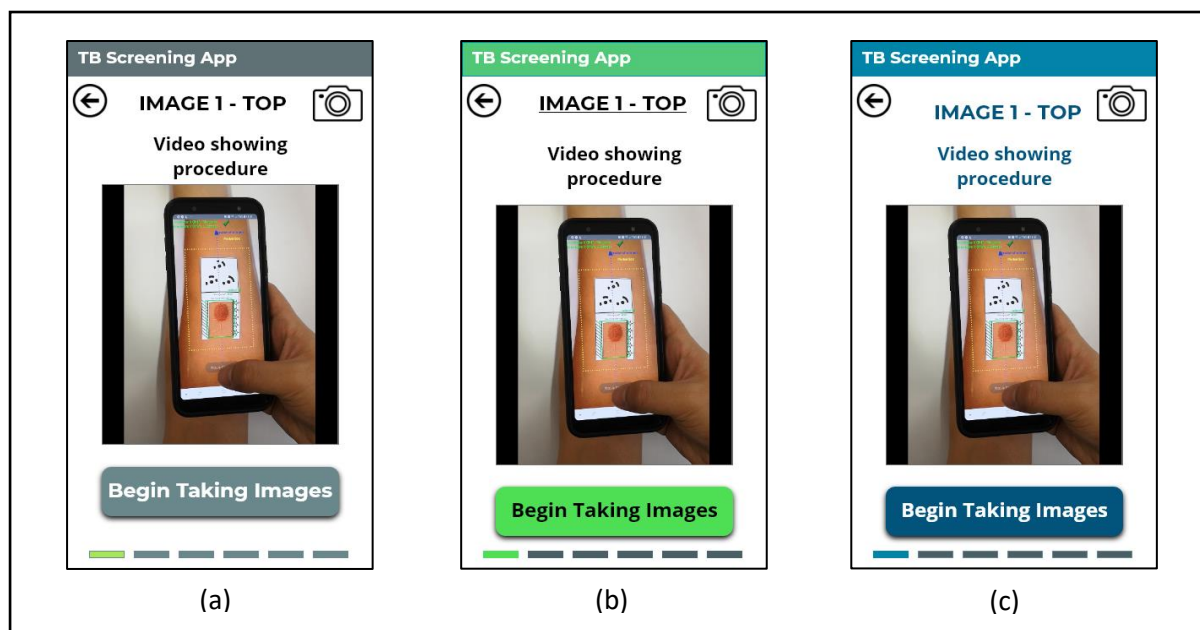 TB Screening App
IMAGE 1 - TOP
Video showing
procedure
Begin Taking Images
(a)
TB Screening App
IMAGE 1 - TOP
Video showing
procedure
Begin Taking Images
(b)
TB Screening App
IMAGE 1 - TOP
Video showing
procedure
Begin Taking Images
(c)